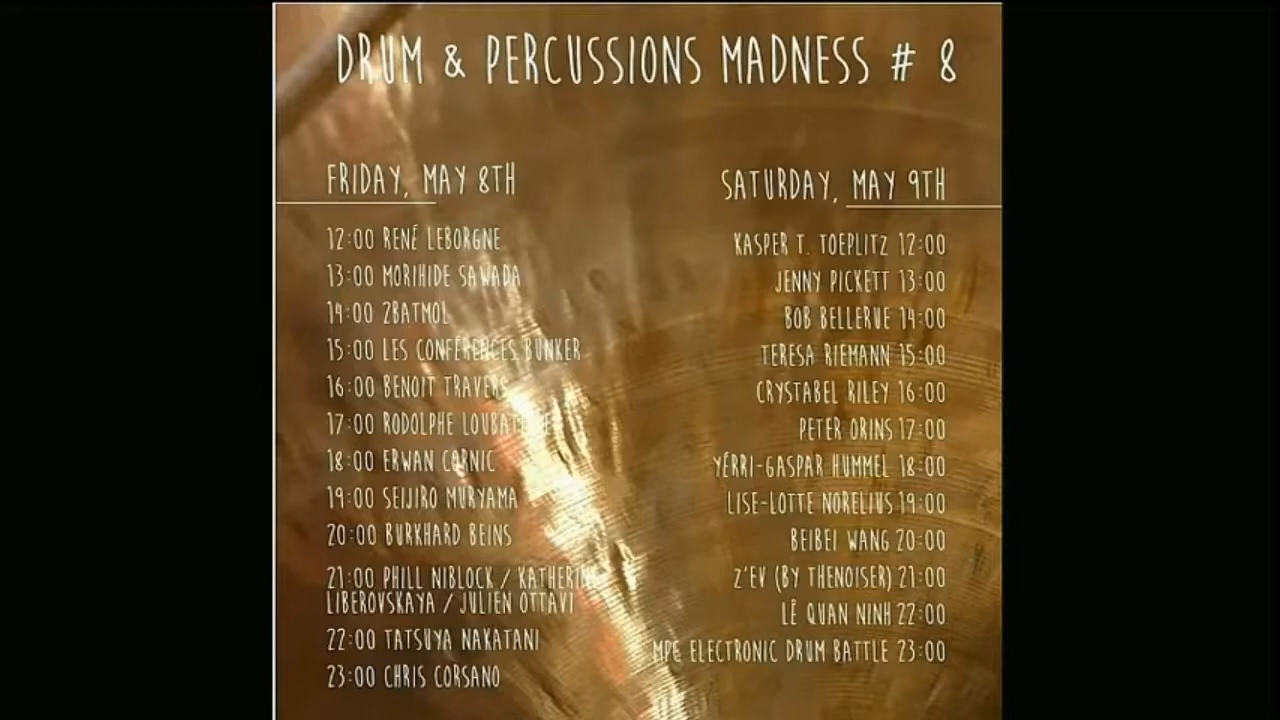 DRUM & PERCUSSIONS MADNESS # 8
FRIDAY, MAY 8TH
12:00 RENÉ LEBORGNE
13:00 MORIHIDE SAWADA
14:00 2BATMOL
15:00 LES CONFÉRENCES BUNKER
16:00 BENOIT TRAVERS
17:00 RODOLPHE
18:00 ERWAN CORNIC
19:00 SEIJIRO MURYAMA
20:00 BURKHARD BEINS
21:00 PHILL NIBLOCK / KATHERINE
LIBEROVSKAYA / JULIEN OTTAVI
22:00 TATSUYA NAKATANI
23:00 CHRIS CORSANO
SATURDAY, MAY 9TH
KASPER T. TOEPLITZ 12:00
JENNY PICKETT 13:00
BOB BELLERUE 14:00
TERESA RIEMANN 15:00
CRYSTABEL RILEY 16:00
PETER ORINS 17:00
YÉRRI-GASPAR HUMMEL 18:00
LISE-LOTTE NORELIUS 19:00
BEIBEI WANG 20:00
Z'EV (BY THENOISER) 21:00
LÊ QUAN NINH 22:00
MPE ELECTRONIC DRUM BATTLE 23:00